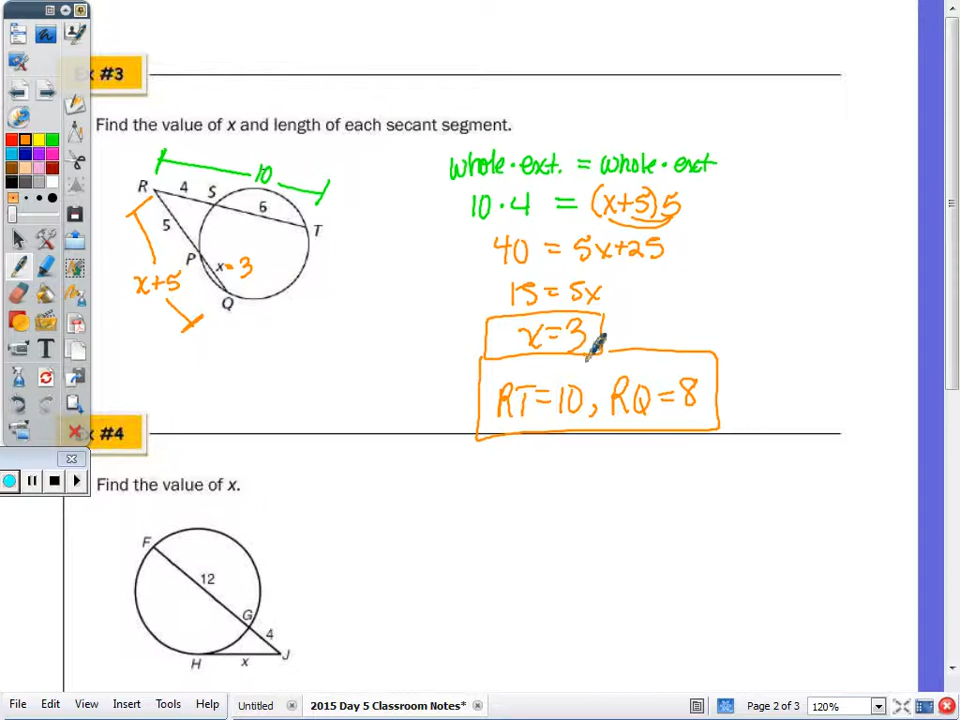 Ex #3
Find the value of x and length of each secant segment.
whole · ext. = whole · ext
10 · 4 = (x+5)5
40 = 5x+25
15 = 5x
x=3
RT=10, RQ=8
10
R 4 S
6
T
5
P x = 3
x+5
Q
Ex #4
Find the value of x.
F
12
G
4
H x J
File Edit View Insert Tools Help Untitled 2015 Day 5 Classroom Notes* Page 2 of 3 120%